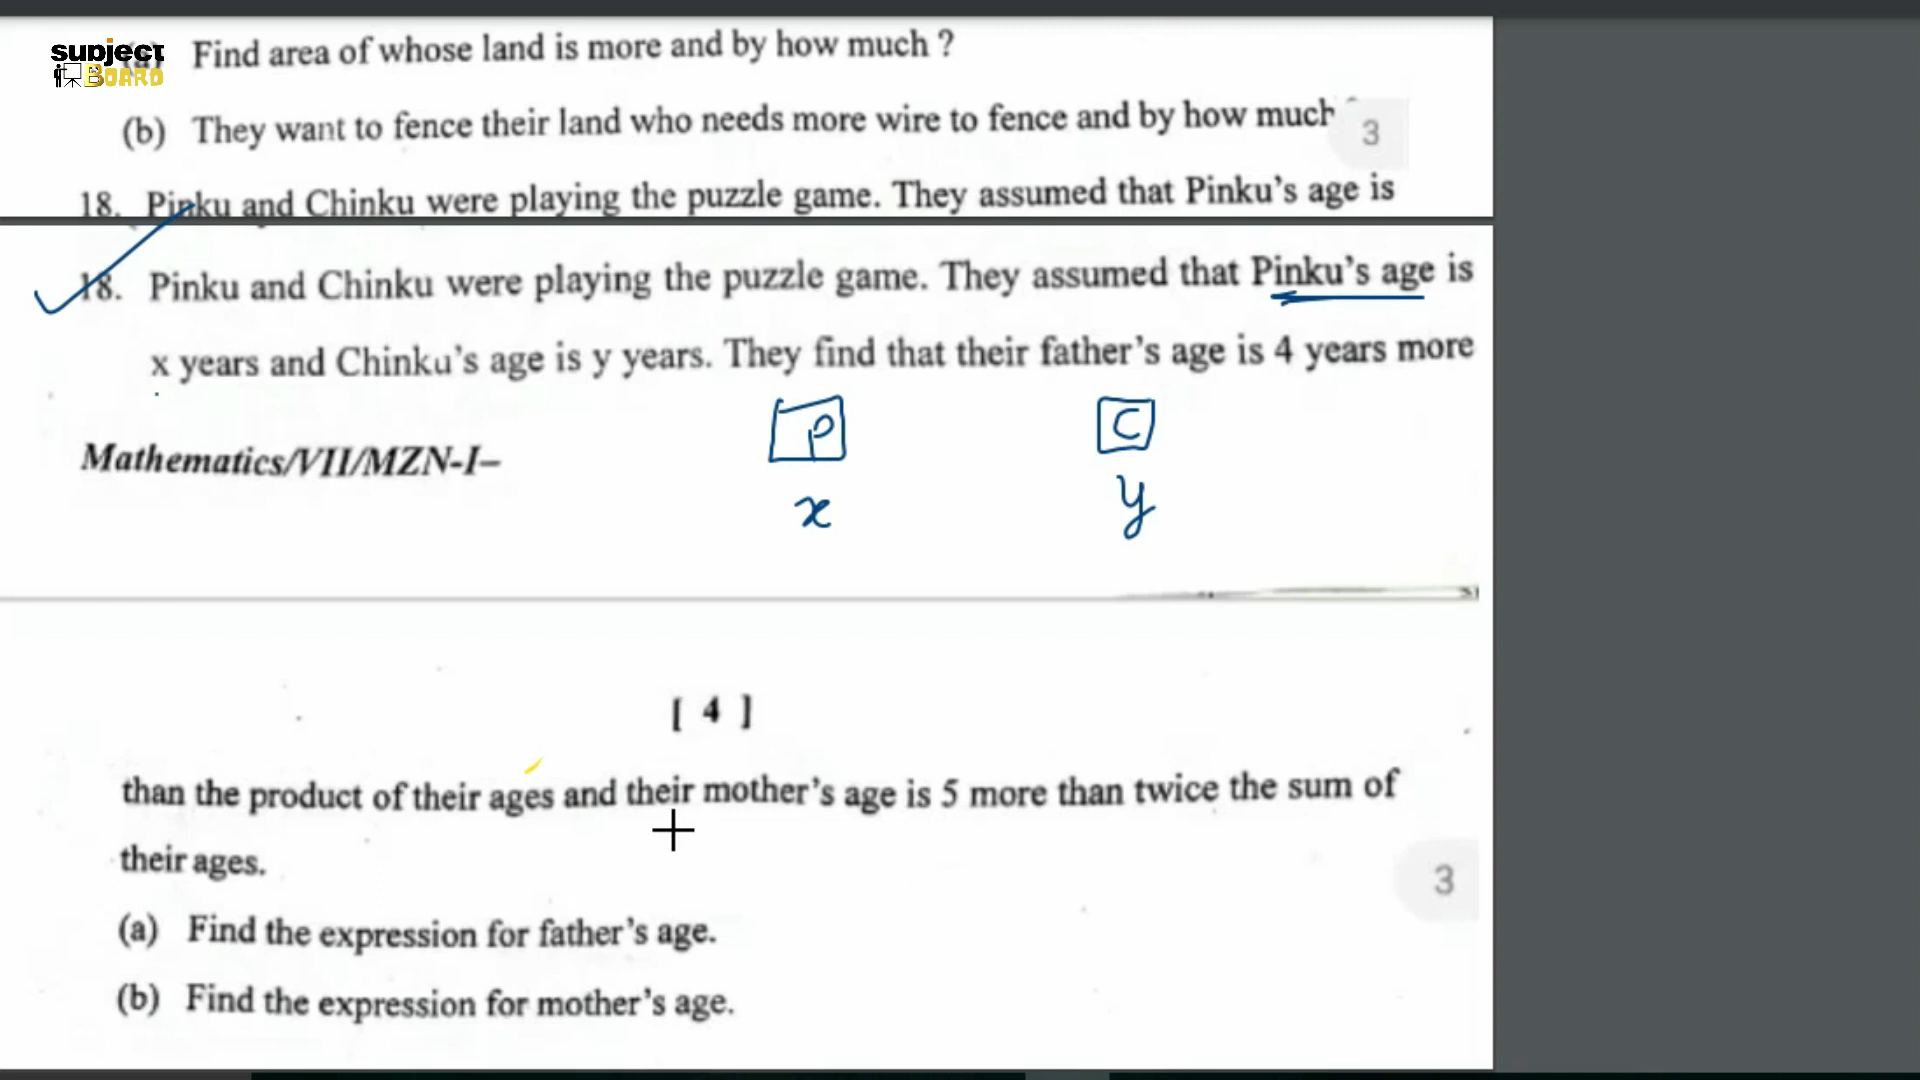 subject
BOARD
(a) Find area of whose land is more and by how much ?
(b) They want to fence their land who needs more wire to fence and by how much
3
18. Pinku and Chinku were playing the puzzle game. They assumed that Pinku's age is
18. Pinku and Chinku were playing the puzzle game. They assumed that Pinku's age is
x years and Chinku's age is y years. They find that their father's age is 4 years more
P C
Mathematics/VII/MZN-I–
x y
[ 4 ]
than the product of their ages and their mother's age is 5 more than twice the sum of
their ages.
3
(a) Find the expression for father's age.
(b) Find the expression for mother's age.